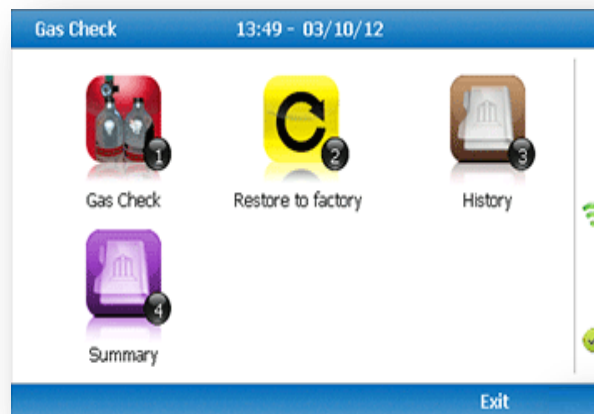 Gas Check 13:49 - 03/10/12
1 2 3
Gas Check Restore to factory History
4
Summary
Exit